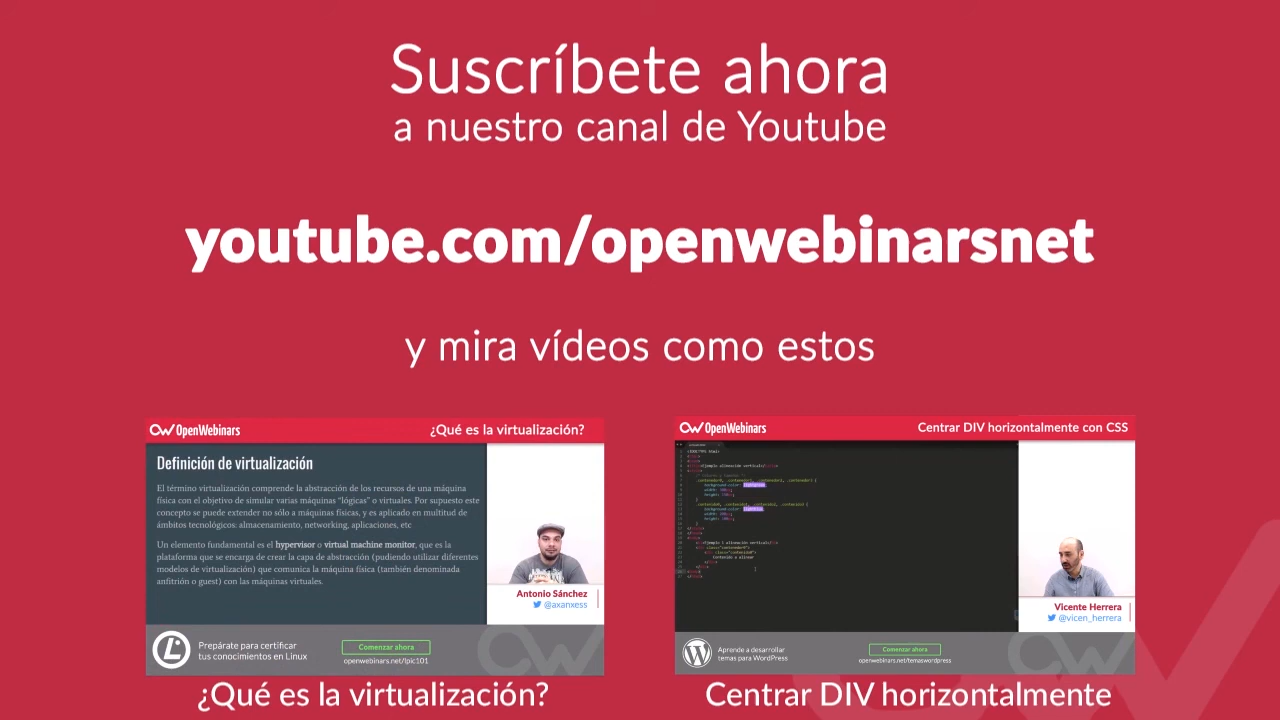 Suscríbete ahora
a nuestro canal de Youtube
youtube.com/openwebinarsnet
y mira vídeos como estos
OpenWebinars
¿Qué es la virtualización?
Definición de virtualización
El término virtualización comprende la abstracción de los recursos de una máquina
física con el objetivo de simular varias máquinas “lógicas” o virtuales. Por supuesto este
concepto se puede extender no sólo a máquinas físicas, y es aplicado en multitud de
ámbitos tecnológicos: almacenamiento, networking, aplicaciones, etc
Un elemento fundamental es el hypervisor o virtual machine monitor, que es la
plataforma que se encarga de crear la capa de abstracción (pudiendo utilizar diferentes
modelos de virtualización) que comunica la máquina física (también denominada
anfitrión o guest) con las máquinas virtuales.
Antonio Sánchez
@axanxess
Prepárate para certificar
tus conocimientos en Linux
Comenzar ahora
openwebinars.net/lpic101
¿Qué es la virtualización?
OpenWebinars
Centrar DIV horizontalmente con CSS
Vicente Herrera
@vicen_herrera
Aprende a desarrollar
temas para WordPress
Comenzar ahora
openwebinars.net/temaswordpress
Centrar DIV horizontalmente